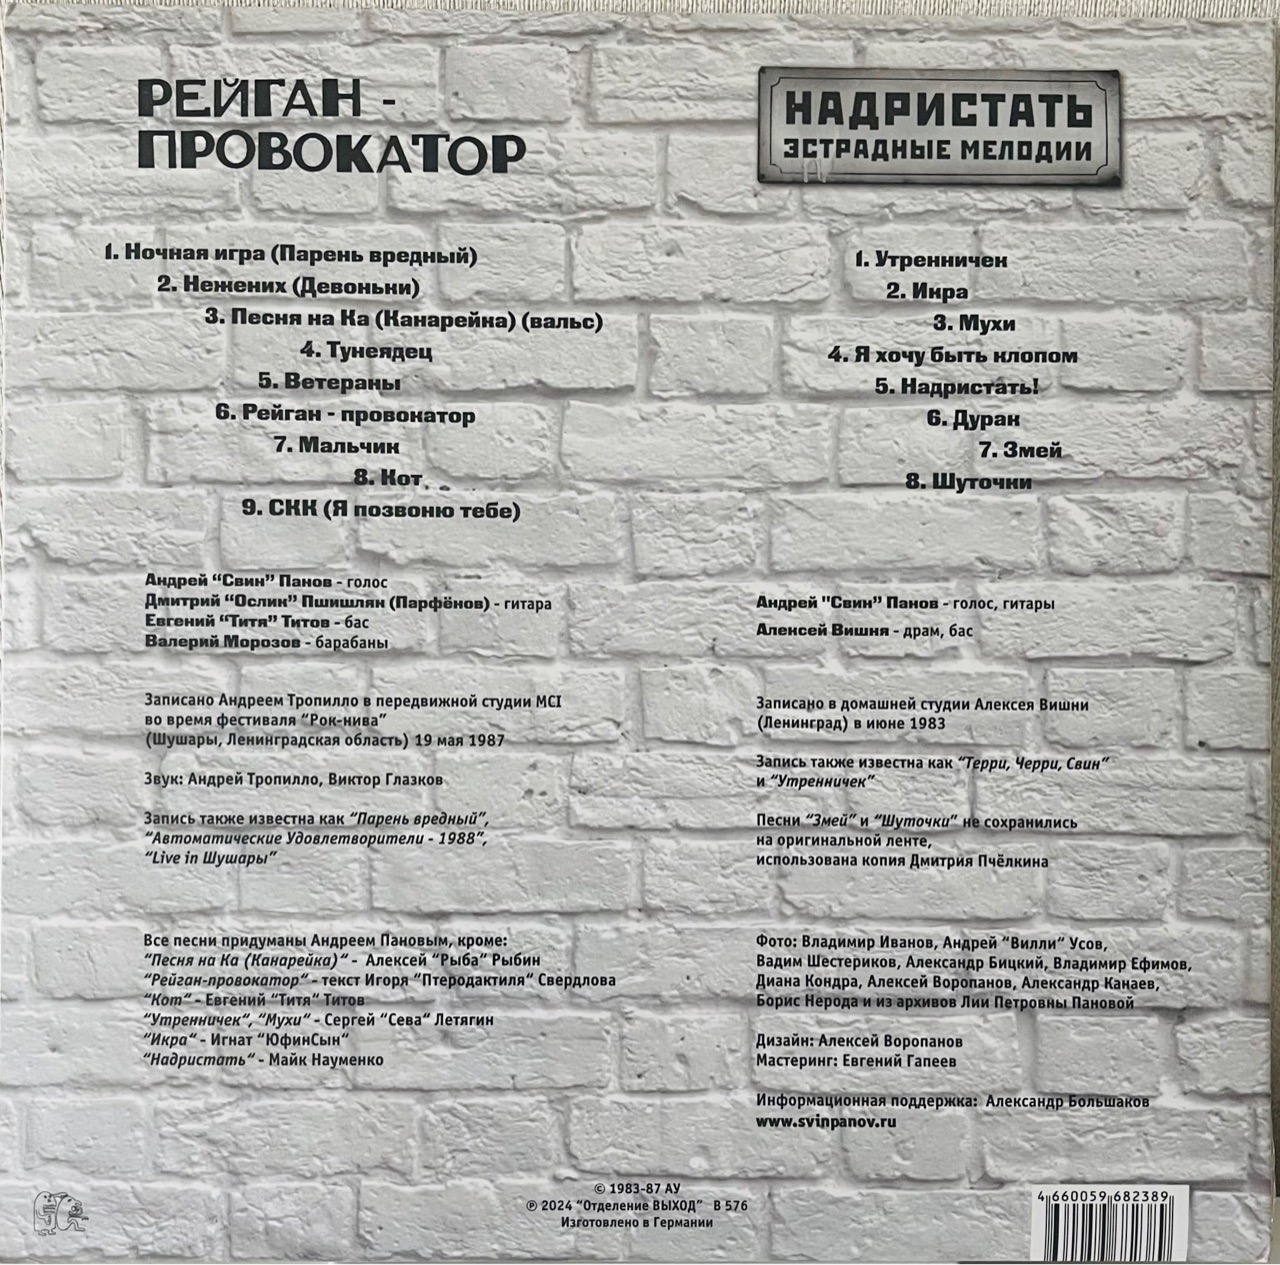 РЕЙГАН -
ПРОВОКАТОР
1. Ночная игра (Парень вредный)
2. Нежених (Девоньки)
3. Песня на Ка (Канарейка) (вальс)
4. Тунеядец
5. Ветераны
6. Рейган - провокатор
7. Мальчик
8. Кот
9. СКК (Я позвоню тебе)
Андрей “Свин” Панов - голос
Дмитрий “Ослик” Пшишляк (Парфёнов) - гитара
Евгений “Титя” Титов - бас
Валерий Морозов - барабаны
Записано Андреем Тропилло в передвижной студии MCI
во время фестиваля “Рок-нива”
(Шушары, Ленинградская область) 19 мая 1987
Звук: Андрей Тропилло, Виктор Глазков
Запись также известна как “Парень вредный”,
“Автоматические Удовлетворители - 1988”,
“Live in Шушары”
Все песни придуманы Андреем Пановым, кроме:
“Песня на Ка (Канарейка)“ - Алексей “Рыба“ Рыбин
“Рейган-провокатор“ - текст Игоря “Птеродактиля“ Свердлова
“Кот“ - Евгений “Титя“ Титов
“Утренничек“, “Мухи“ - Сергей “Сева“ Летягин
“Икра“ - Игнат “ЮфинСын“
“Надристать“ - Майк Науменко
НАДРИСТАТЬ
ЭСТРАДНЫЕ МЕЛОДИИ
1. Утренничек
2. Икра
3. Мухи
4. Я хочу быть клопом
5. Надристать!
6. Дурак
7. Змей
8. Шуточки
Андрей "Свин" Панов - голос, гитары
Алексей Вишня - драм, бас
Записано в домашней студии Алексея Вишни
(Ленинград) в июне 1983
Запись также известна как “Терри, Черри, Свин”
и “Утренничек”
Песни “Змей” и “Шуточки” не сохранились
на оригинальной ленте,
использована копия Дмитрия Пчёлкина
Фото: Владимир Иванов, Андрей “Вилли“ Усов,
Вадим Шестериков, Александр Бицкий, Владимир Ефимов,
Диана Кондра, Алексей Воропанов, Александр Канаев,
Борис Нерода и из архивов Лии Петровны Пановой
Дизайн: Алексей Воропанов
Мастеринг: Евгений Гапеев
Информационная поддержка: Александр Большаков
www.svinpanov.ru
© 1983-87 АУ
℗ 2024 “Отделение ВЫХОД” В 576
Изготовлено в Германии
4 660059 682389